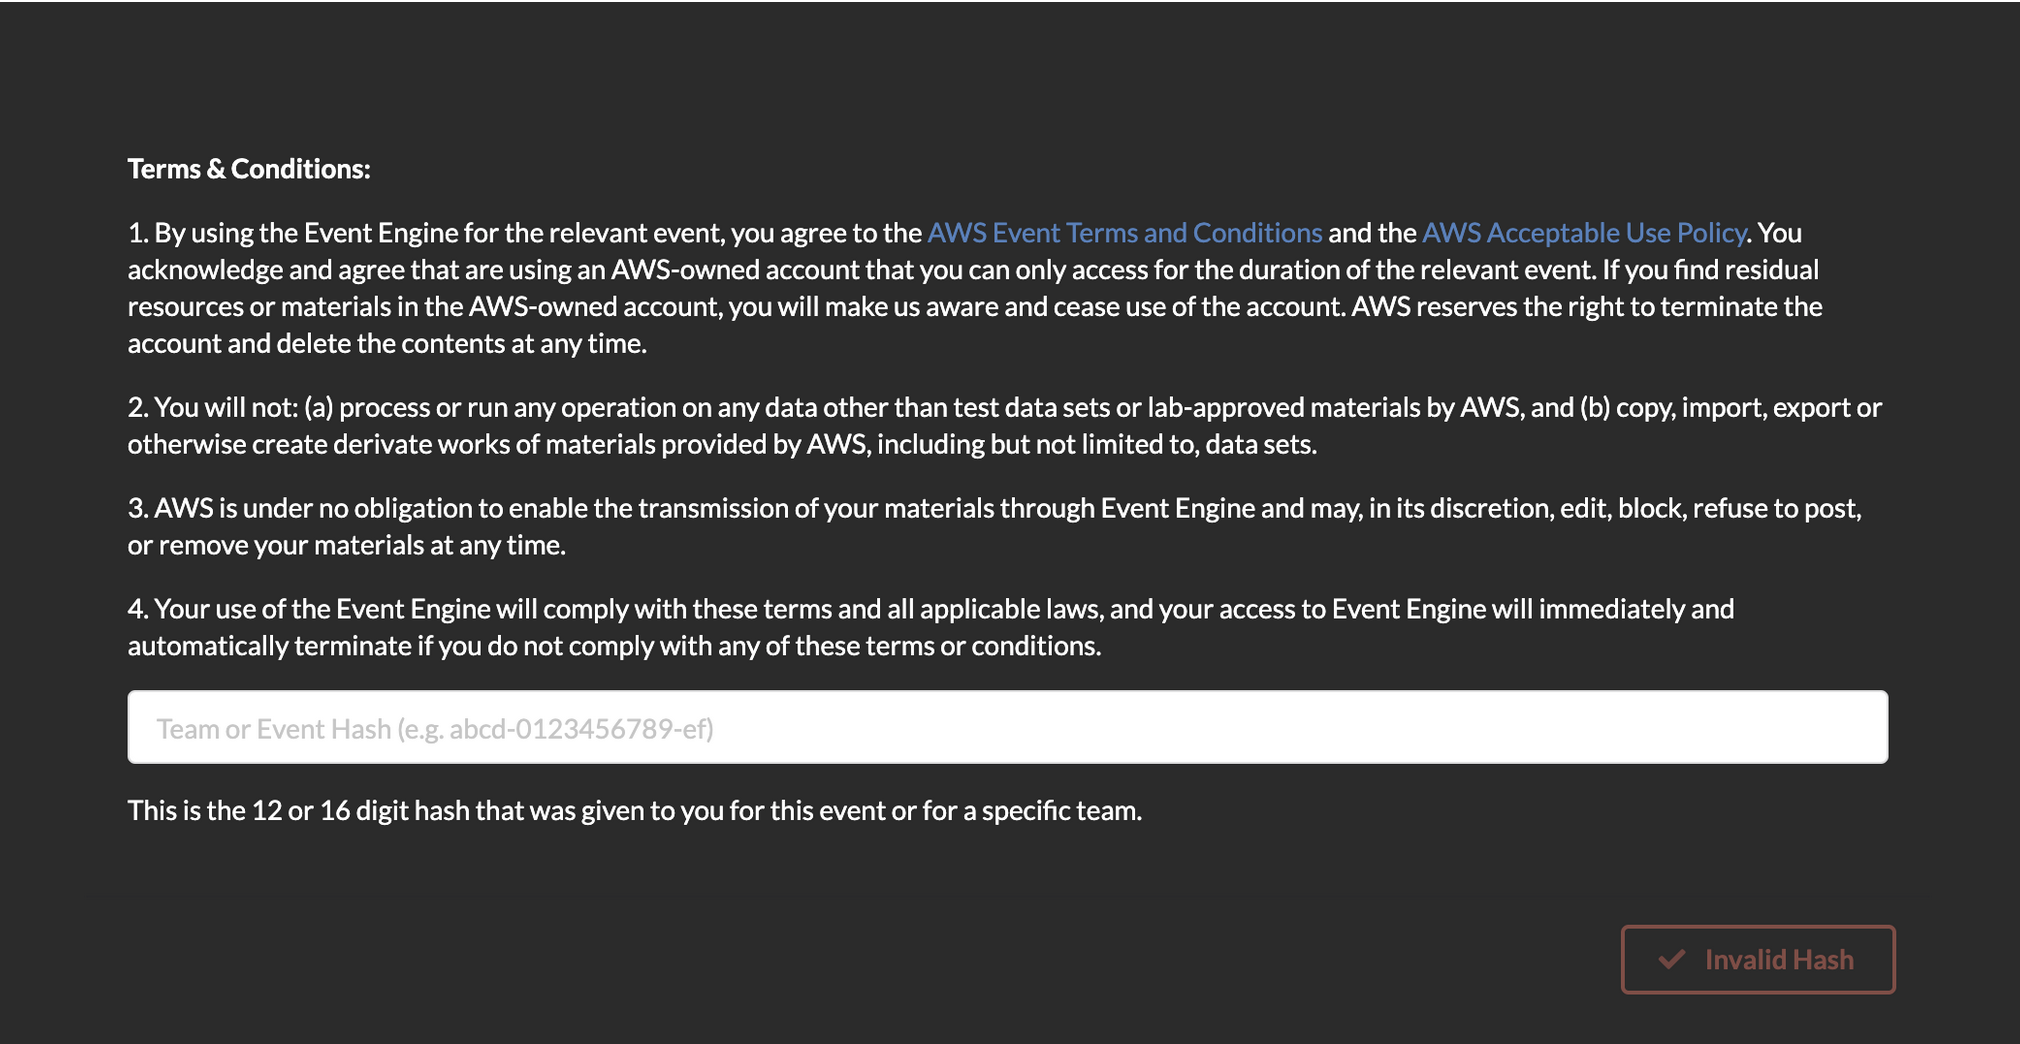 Terms & Conditions:
1. By using the Event Engine for the relevant event, you agree to the AWS Event Terms and Conditions and the AWS Acceptable Use Policy. You
acknowledge and agree that are using an AWS-owned account that you can only access for the duration of the relevant event. If you find residual
resources or materials in the AWS-owned account, you will make us aware and cease use of the account. AWS reserves the right to terminate the
account and delete the contents at any time.
2. You will not: (a) process or run any operation on any data other than test data sets or lab-approved materials by AWS, and (b) copy, import, export or
otherwise create derivate works of materials provided by AWS, including but not limited to, data sets.
3. AWS is under no obligation to enable the transmission of your materials through Event Engine and may, in its discretion, edit, block, refuse to post,
or remove your materials at any time.
4. Your use of the Event Engine will comply with these terms and all applicable laws, and your access to Event Engine will immediately and
automatically terminate if you do not comply with any of these terms or conditions.
Team or Event Hash (e.g. abcd-0123456789-ef)
This is the 12 or 16 digit hash that was given to you for this event or for a specific team.
Invalid Hash